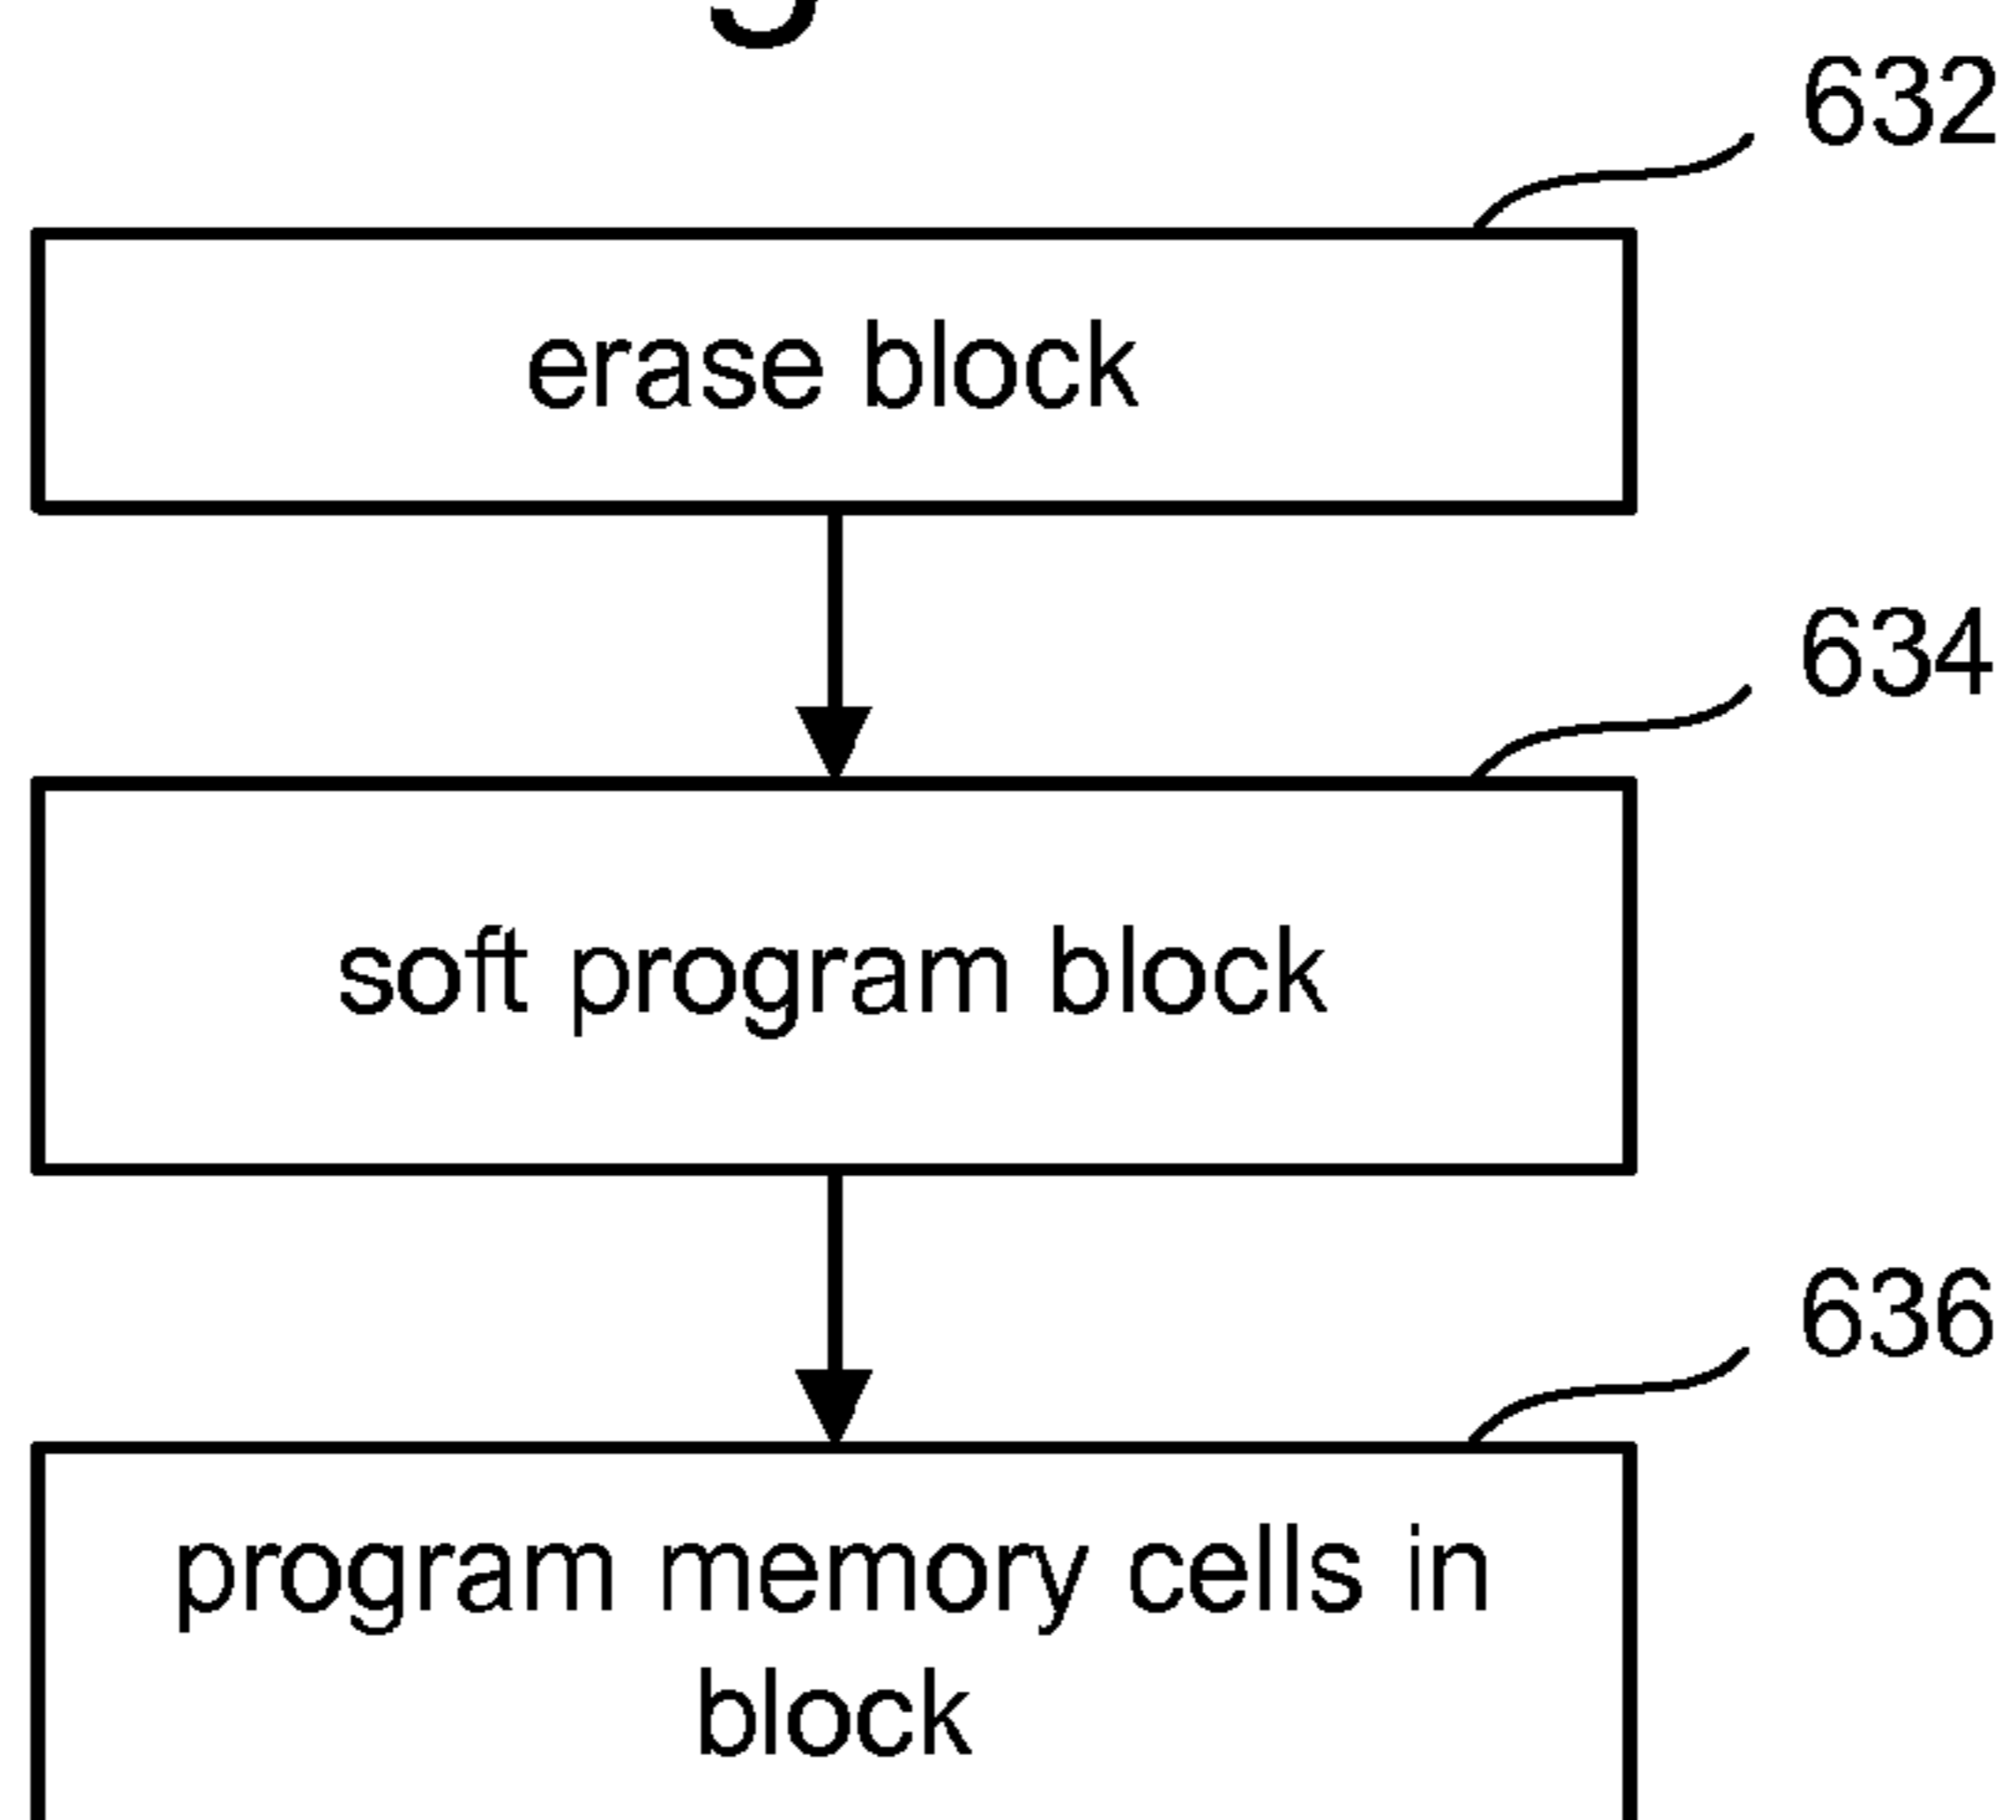 632
erase block
634
soft program block
636
program memory cells in
block